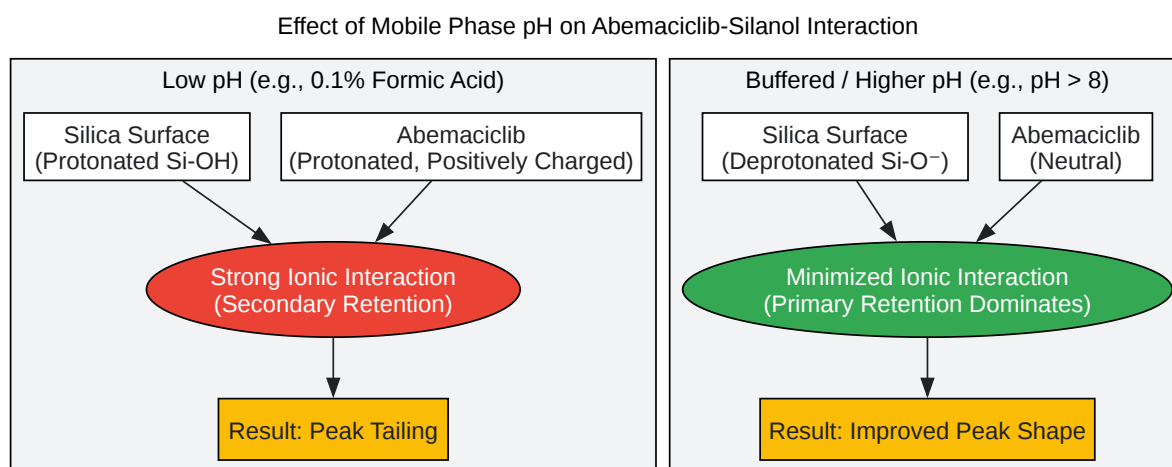 Effect of Mobile Phase pH on Abemaciclib-Silanol Interaction
Low pH (e.g., 0.1% Formic Acid)
Silica Surface
(Protonated Si-OH)
Abemaciclib
(Protonated, Positively Charged)
Strong Ionic Interaction
(Secondary Retention)
Result: Peak Tailing
Buffered / Higher pH (e.g., pH > 8)
Silica Surface
(Deprotonated Si-O⁻)
Abemaciclib
(Neutral)
Minimized Ionic Interaction
(Primary Retention Dominates)
Result: Improved Peak Shape